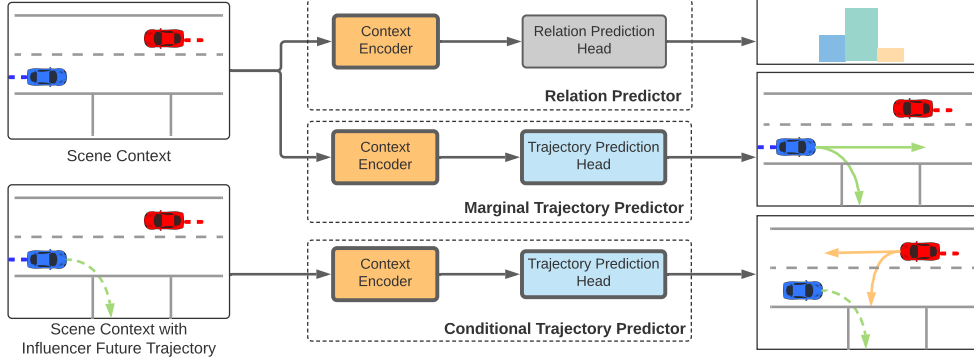 Context
Encoder
Relation Prediction
Head
Relation Predictor
Scene Context
Context
Encoder
Trajectory Prediction
Head
Marginal Trajectory Predictor
Context
Encoder
Trajectory Prediction
Head
Conditional Trajectory Predictor
Scene Context with
Influencer Future Trajectory